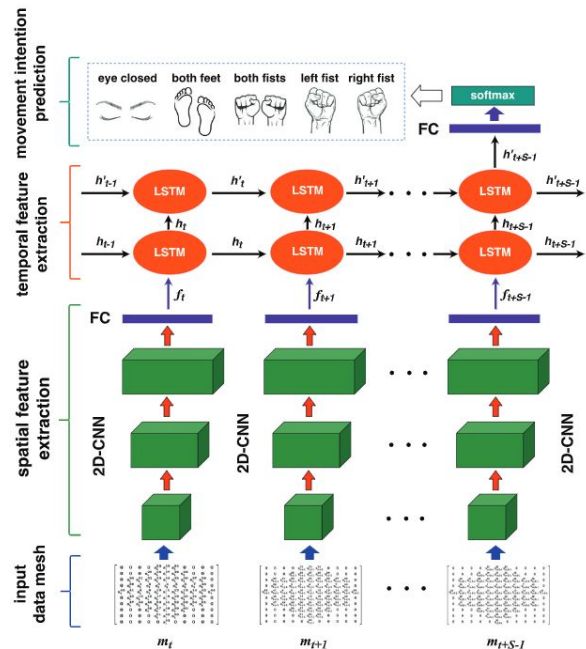 movement intention
prediction
eye closed
both feet
both fists
left fist
right fist
softmax
FC
temporal feature
extraction
h't-1
LSTM
h't
LSTM
h't+1
. . .
h't+S-1
LSTM
h't+S-1
ht
ht+1
ht+S-1
ht-1
LSTM
ht
LSTM
ht+1
. . .
LSTM
ht+S-1
ft
ft+1
ft+S-1
spatial feature
extraction
FC
2D-CNN
2D-CNN
2D-CNN
. . .
. . .
. . .
input
data mesh
. . .
mt
mt+1
mt+S-1